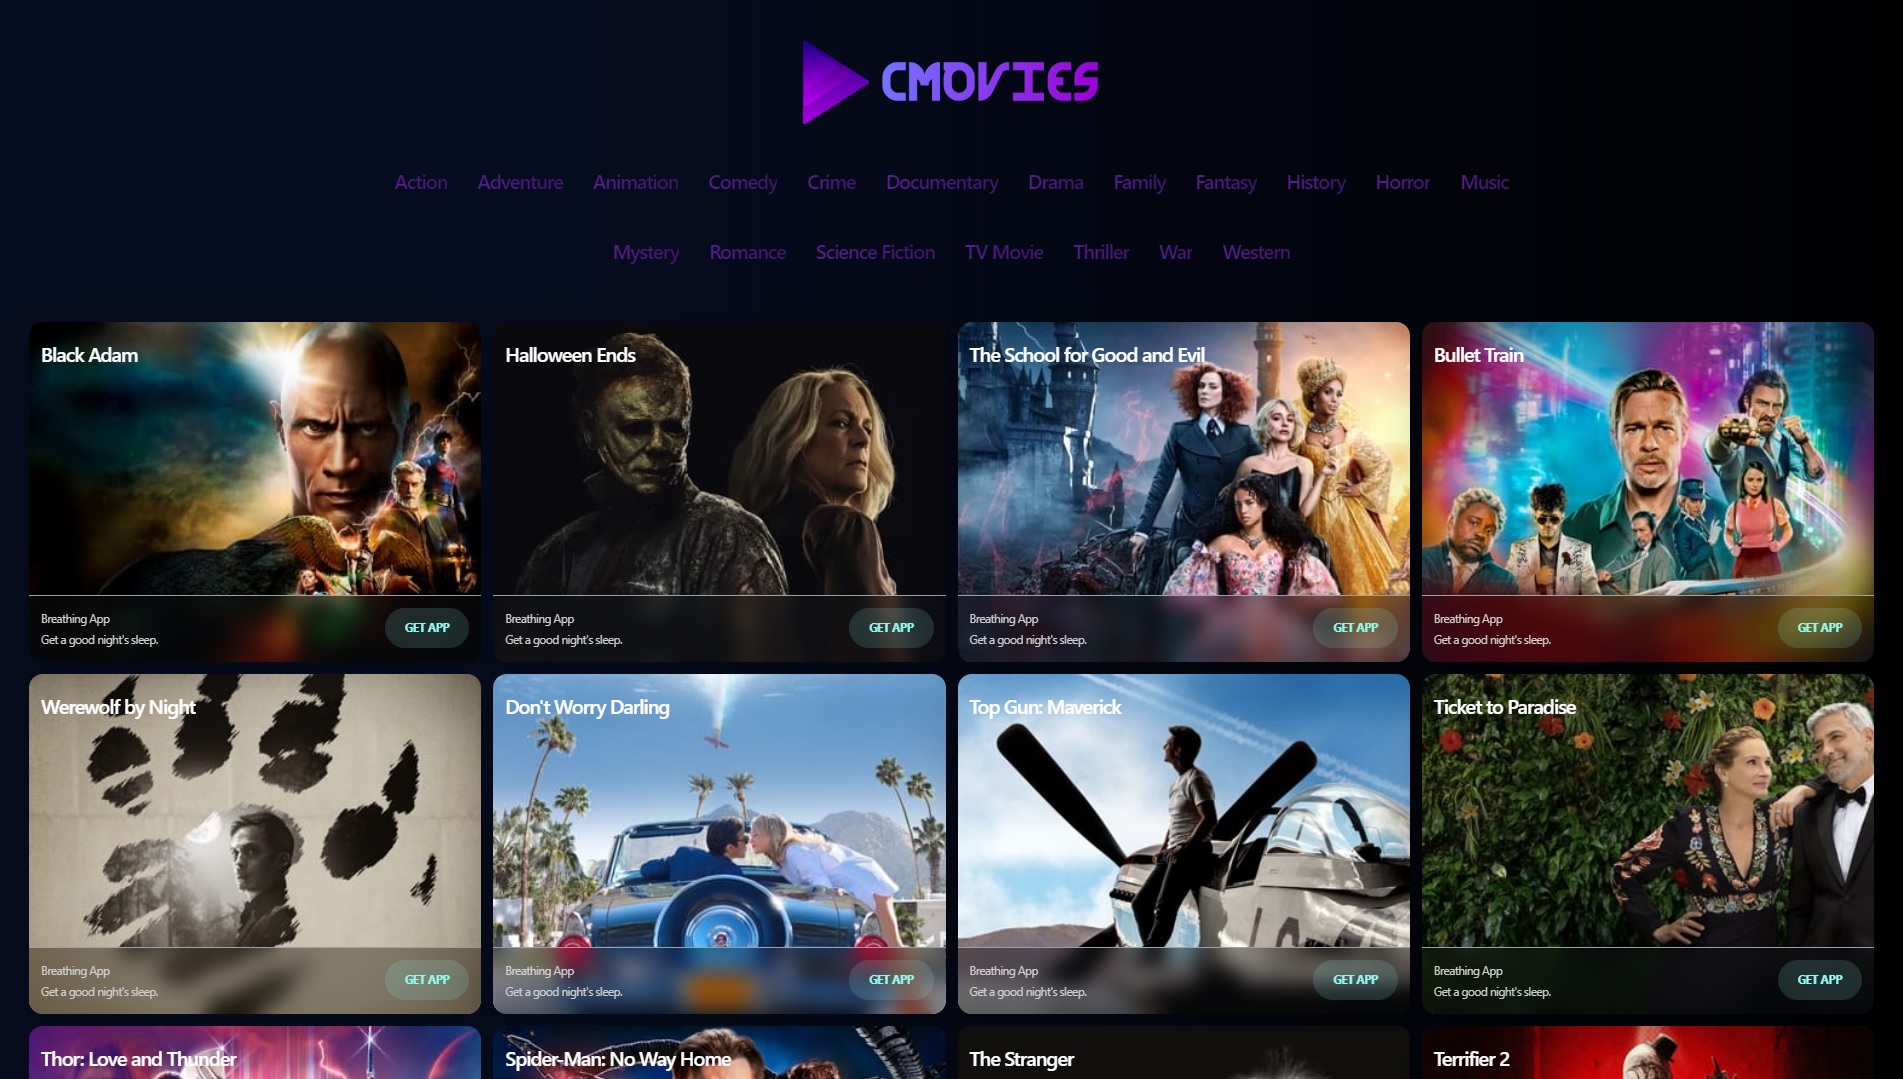 CMOVIES
Action Adventure Animation Comedy Crime Documentary Drama Family Fantasy History Horror Music
Mystery Romance Science Fiction TV Movie Thriller War Western
Black Adam
Breathing App
Get a good night's sleep.
GET APP
Halloween Ends
Breathing App
Get a good night's sleep.
GET APP
The School for Good and Evil
Breathing App
Get a good night's sleep.
GET APP
Bullet Train
Breathing App
Get a good night's sleep.
GET APP
Werewolf by Night
Breathing App
Get a good night's sleep.
GET APP
Don't Worry Darling
Breathing App
Get a good night's sleep.
GET APP
Top Gun: Maverick
Breathing App
Get a good night's sleep.
GET APP
Ticket to Paradise
Breathing App
Get a good night's sleep.
GET APP
Thor: Love and Thunder
Spider-Man: No Way Home
The Stranger
Terrifier 2